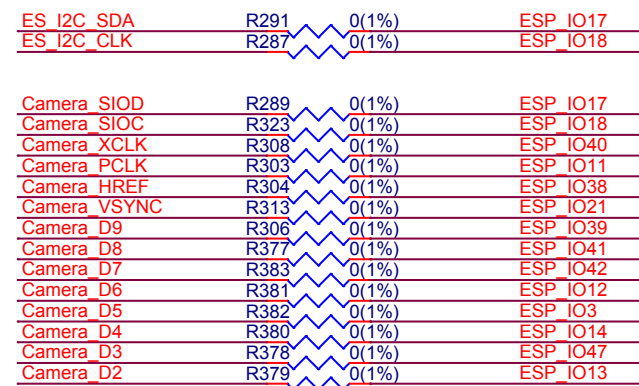 ES_I2C_SDA R291 0(1%) ESP_IO17
ES_I2C_CLK R287 0(1%) ESP_IO18
Camera_SIOD R289 0(1%) ESP_IO17
Camera_SIOC R323 0(1%) ESP_IO18
Camera_XCLK R308 0(1%) ESP_IO40
Camera_PCLK R303 0(1%) ESP_IO11
Camera_HREF R304 0(1%) ESP_IO38
Camera_VSYNC R313 0(1%) ESP_IO21
Camera_D9 R306 0(1%) ESP_IO39
Camera_D8 R377 0(1%) ESP_IO41
Camera_D7 R383 0(1%) ESP_IO42
Camera_D6 R381 0(1%) ESP_IO12
Camera_D5 R382 0(1%) ESP_IO3
Camera_D4 R380 0(1%) ESP_IO14
Camera_D3 R378 0(1%) ESP_IO47
Camera_D2 R379 0(1%) ESP_IO13